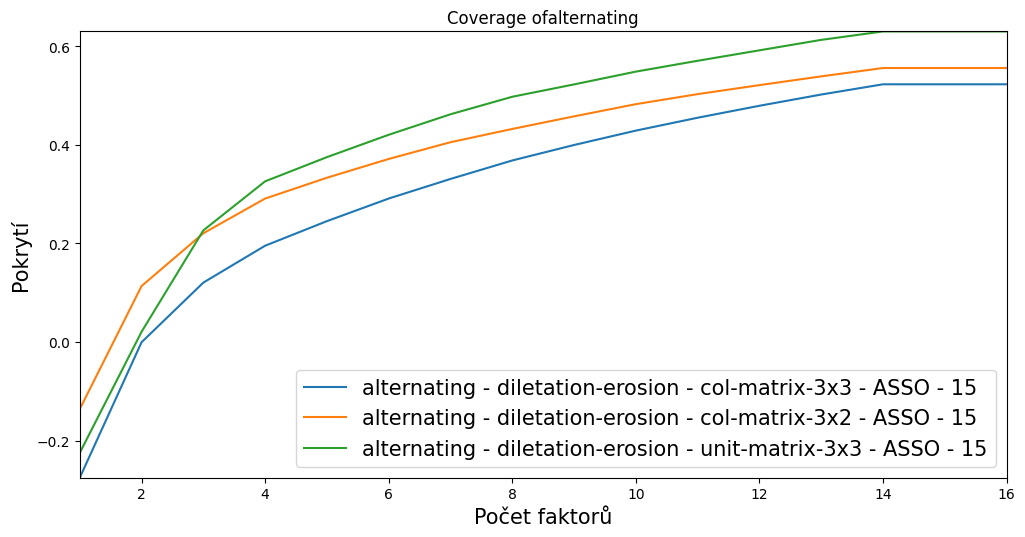 Coverage ofalternating
0.6
0.4
0.2
0.0
−0.2
Pokrytí
alternating - diletation-erosion - col-matrix-3x3 - ASSO - 15
alternating - diletation-erosion - col-matrix-3x2 - ASSO - 15
alternating - diletation-erosion - unit-matrix-3x3 - ASSO - 15
2 4 6 8 10 12 14 16
Počet faktorů